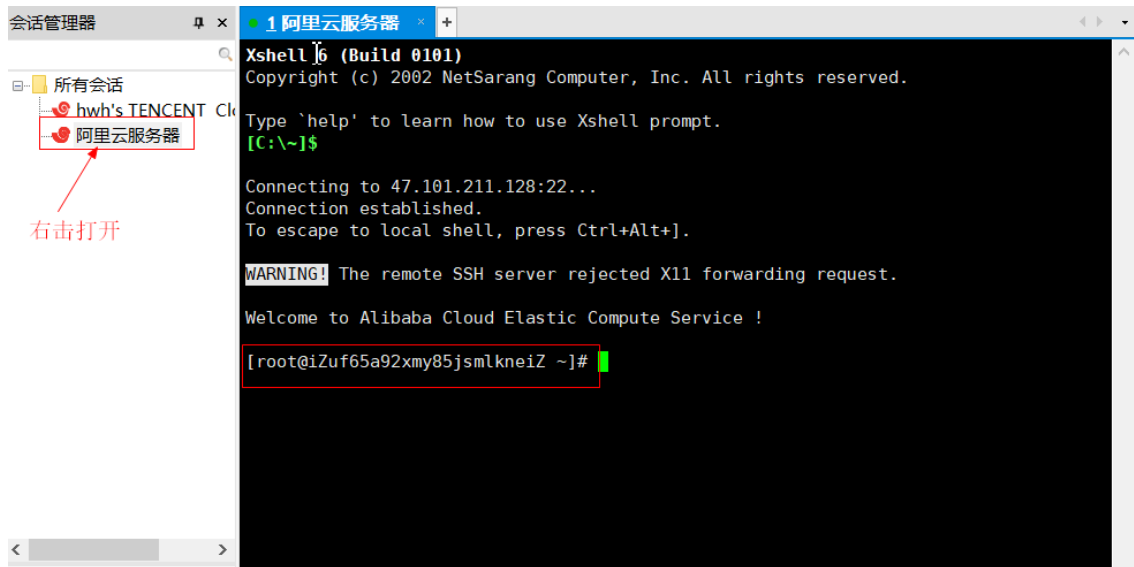 会话管理器
1 阿里云服务器 × +
所有会话
hwh's TENCENT Clo
阿里云服务器
右击打开
Xshell 6 (Build 0101)
Copyright (c) 2002 NetSarang Computer, Inc. All rights reserved.
Type `help' to learn how to use Xshell prompt.
[C:\~]$
Connecting to 47.101.211.128:22...
Connection established.
To escape to local shell, press Ctrl+Alt+].
WARNING! The remote SSH server rejected X11 forwarding request.
Welcome to Alibaba Cloud Elastic Compute Service !
[root@iZuf65a92xmy85jsmlkneiZ ~]#